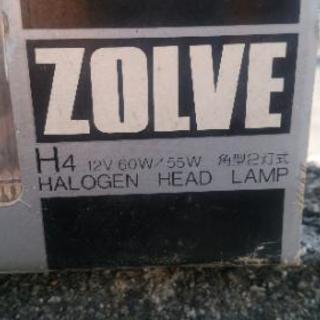 ZOLVE
H4 12V 60W/55W 角型2灯式
HALOGEN HEAD LAMP